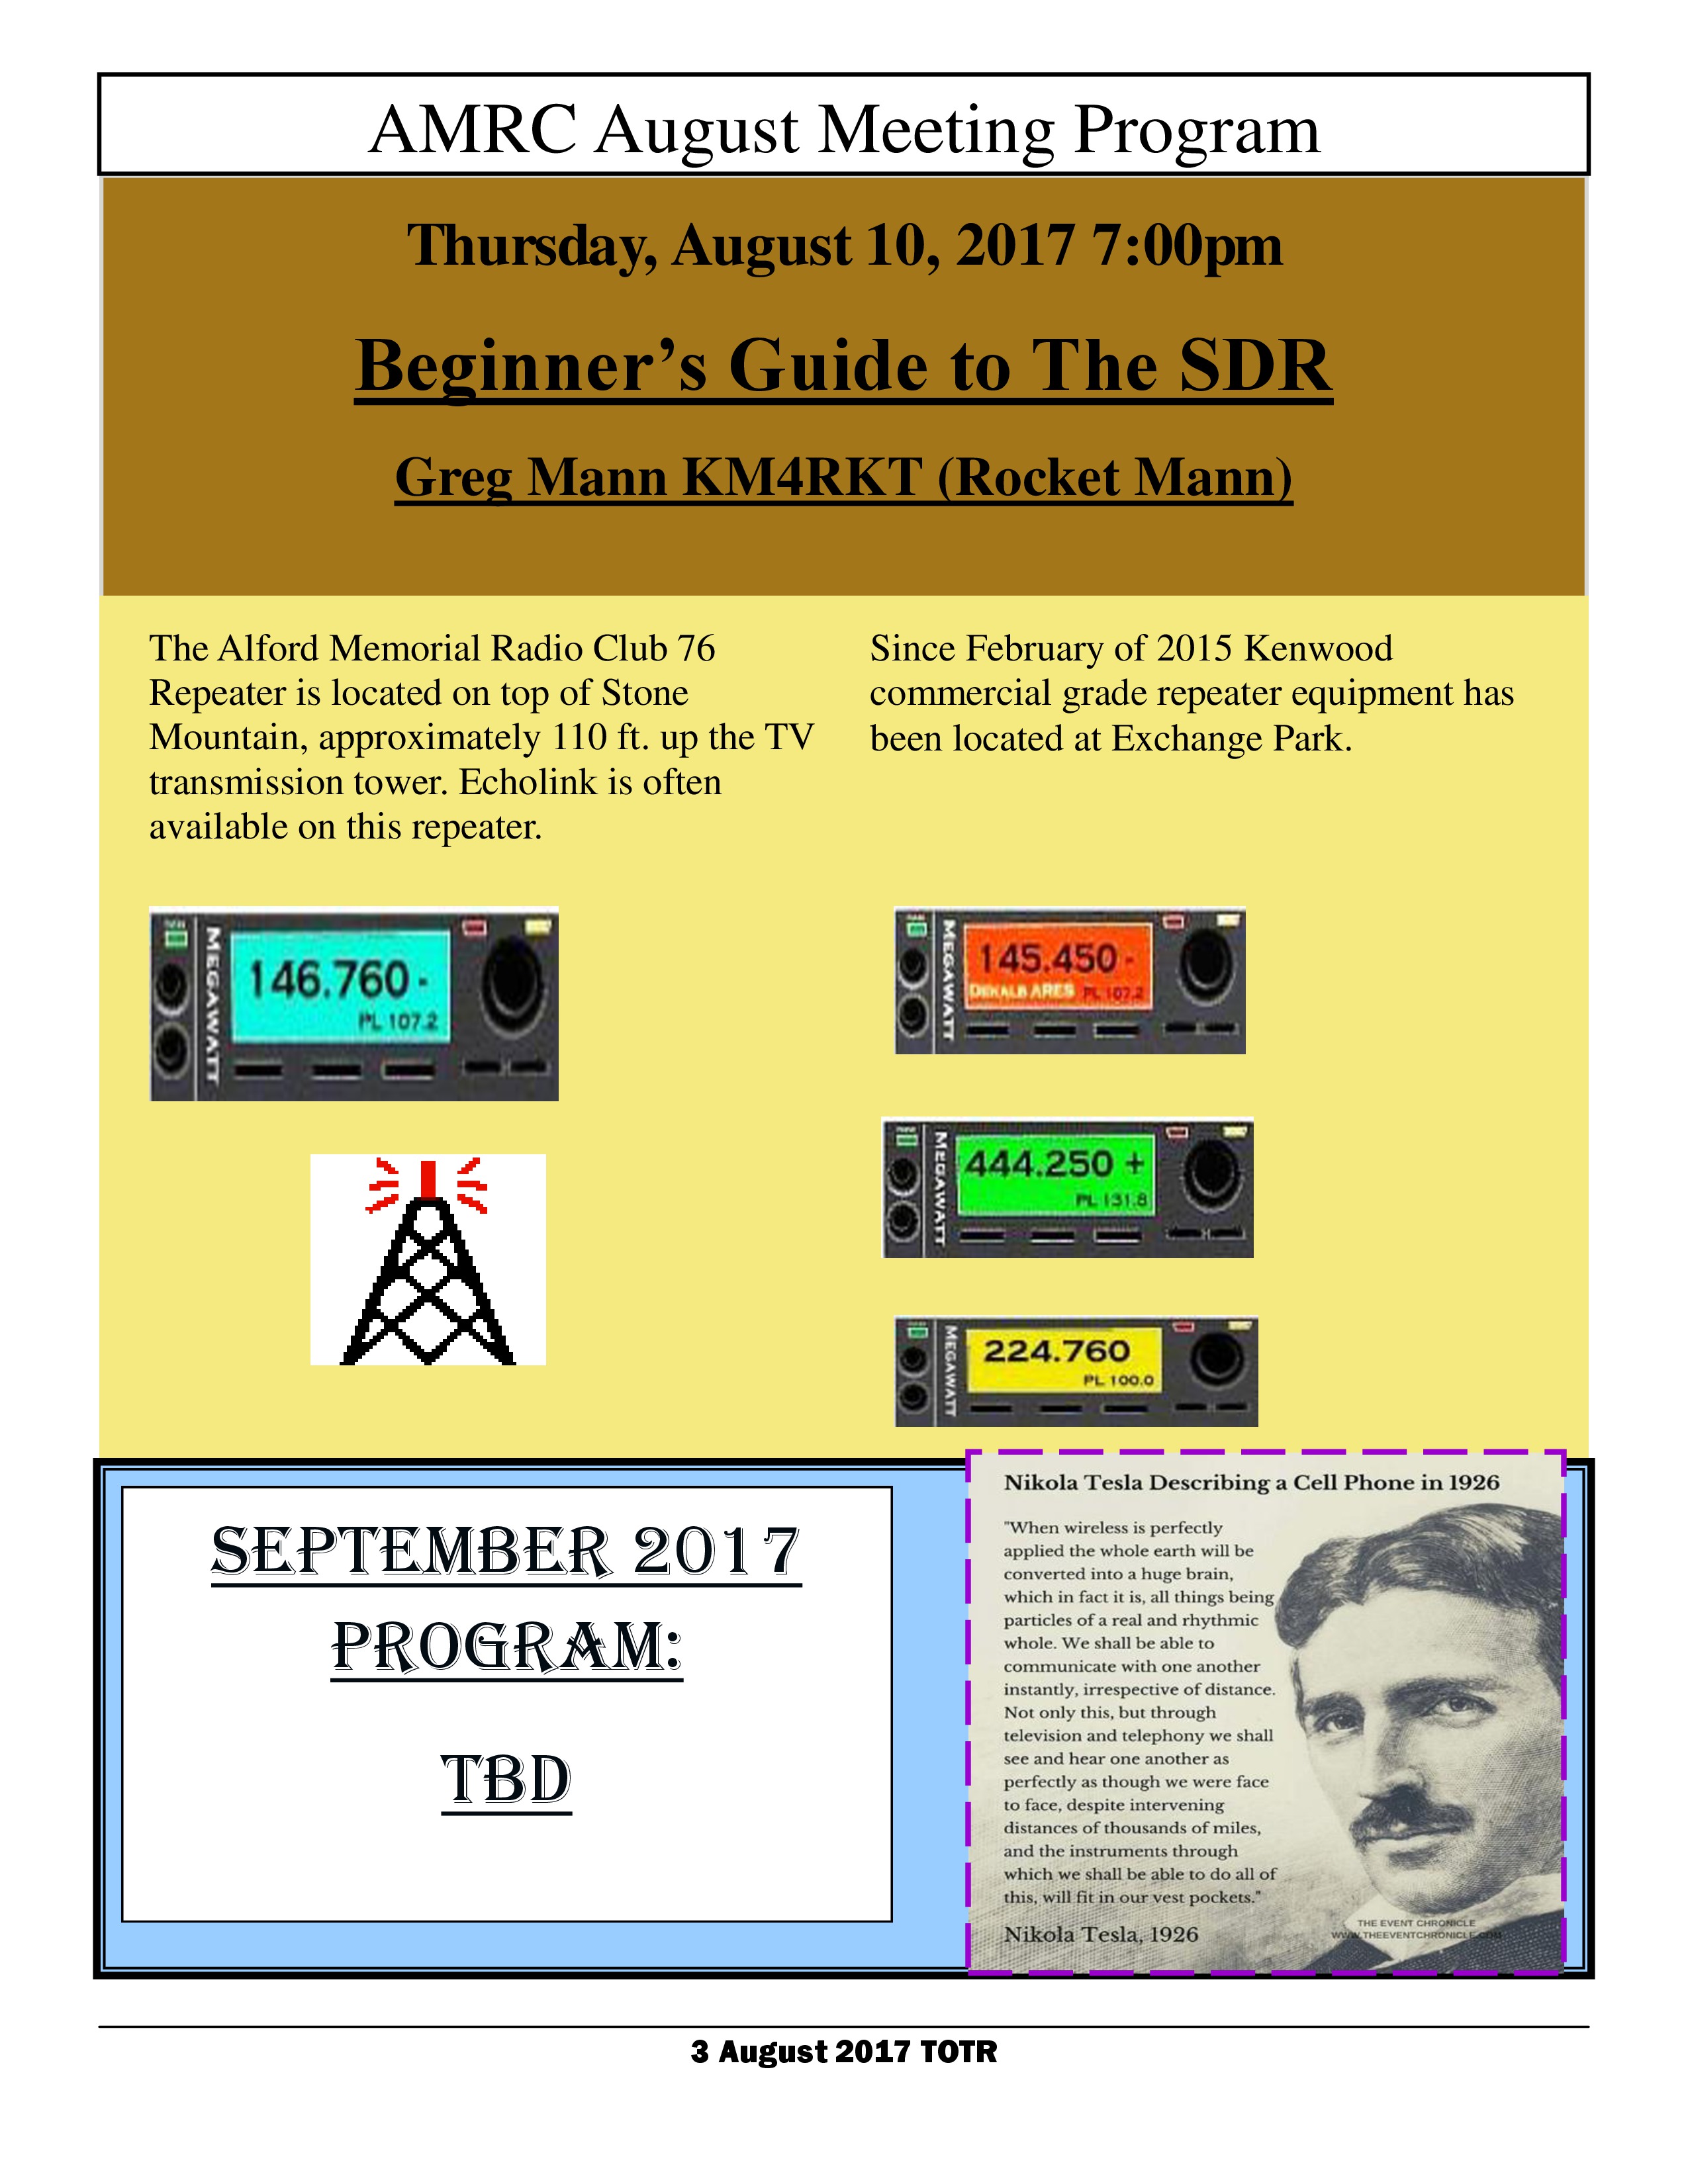 AMRC August Meeting Program
Thursday, August 10, 2017 7:00pm
Beginner’s Guide to The SDR
Greg Mann KM4RKT (Rocket Mann)
The Alford Memorial Radio Club 76
Repeater is located on top of Stone
Mountain, approximately 110 ft. up the TV
transmission tower. Echolink is often
available on this repeater.
Since February of 2015 Kenwood
commercial grade repeater equipment has
been located at Exchange Park.
MEGAWATT
146.760 -
PL 107.2
MEGAWATT
145.450 -
DEKALB ARES PL 107.2
MEGAWATT
444.250 +
PL 131.8
MEGAWATT
224.760
PL 100.0
SEPTEMBER 2017
PROGRAM:
TBD
Nikola Tesla Describing a Cell Phone in 1926
"When wireless is perfectly
applied the whole earth will be
converted into a huge brain,
which in fact it is, all things being
particles of a real and rhythmic
whole. We shall be able to
communicate with one another
instantly, irrespective of distance.
Not only this, but through
television and telephony we shall
see and hear one another as
perfectly as though we were face
to face, despite intervening
distances of thousands of miles,
and the instruments through
which we shall be able to do all of
this, will fit in our vest pockets."
Nikola Tesla, 1926
THE EVENT CHRONICLE
WWW.THEEVENTCHRONICLE.COM
3 August 2017 TOTR